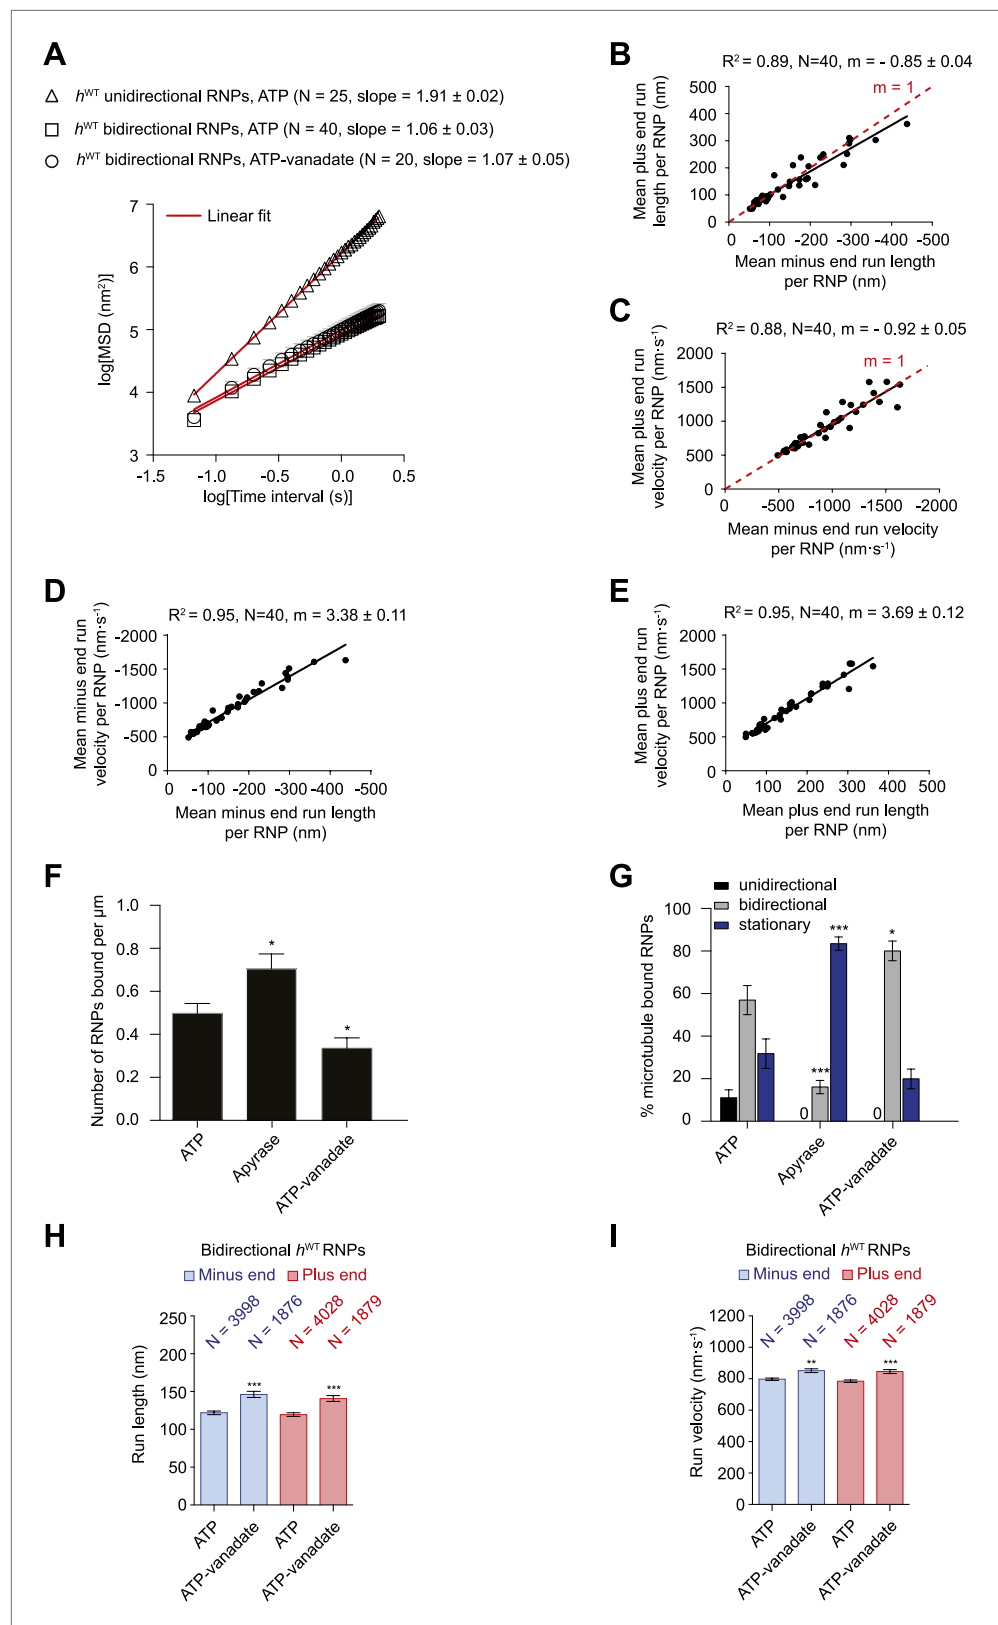 A
△ hWT unidirectional RNPs, ATP (N = 25, slope = 1.91 ± 0.02)
□ hWT bidirectional RNPs, ATP (N = 40, slope = 1.06 ± 0.03)
○ hWT bidirectional RNPs, ATP-vanadate (N = 20, slope = 1.07 ± 0.05)
Linear fit
log[MSD (nm2)]
7
6
5
4
3
-1.5
-1.0
-0.5
0.0
0.5
log[Time interval (s)]
B
R2 = 0.89, N=40, m = - 0.85 ± 0.04
m = 1
Mean plus end run
length per RNP (nm)
500
400
300
200
100
0
0
-100
-200
-300
-400
-500
Mean minus end run length
per RNP (nm)
C
R2 = 0.88, N=40, m = - 0.92 ± 0.05
m = 1
Mean plus end run
velocity per RNP (nm·s-1)
2000
1500
1000
500
0
0
-500
-1000
-1500
-2000
Mean minus end run velocity
per RNP (nm·s-1)
D
R2 = 0.95, N=40, m = 3.38 ± 0.11
Mean minus end run
velocity per RNP (nm·s-1)
-2000
-1500
-1000
-500
0
0
-100
-200
-300
-400
-500
Mean minus end run length
per RNP (nm)
E
R2 = 0.95, N=40, m = 3.69 ± 0.12
Mean plus end run
velocity per RNP (nm·s-1)
2000
1500
1000
500
0
0
100
200
300
400
500
Mean plus end run length
per RNP (nm)
F
Number of RNPs bound per µm
1.0
0.8
0.6
0.4
0.2
0.0
*
*
ATP
Apyrase
ATP-vanadate
G
unidirectional
bidirectional
stationary
% microtubule bound RNPs
100
80
60
40
20
0
0
***
***
0
*
ATP
Apyrase
ATP-vanadate
H
Bidirectional hWT RNPs
Minus end Plus end
N = 3998
N = 1876
N = 4028
N = 1879
Run length (nm)
250
200
150
100
50
0
***
***
ATP
ATP-vanadate
ATP
ATP-vanadate
I
Bidirectional hWT RNPs
Minus end Plus end
N = 3998
N = 1876
N = 4028
N = 1879
Run velocity (nm·s-1)
1200
1000
800
600
400
200
0
**
***
ATP
ATP-vanadate
ATP
ATP-vanadate